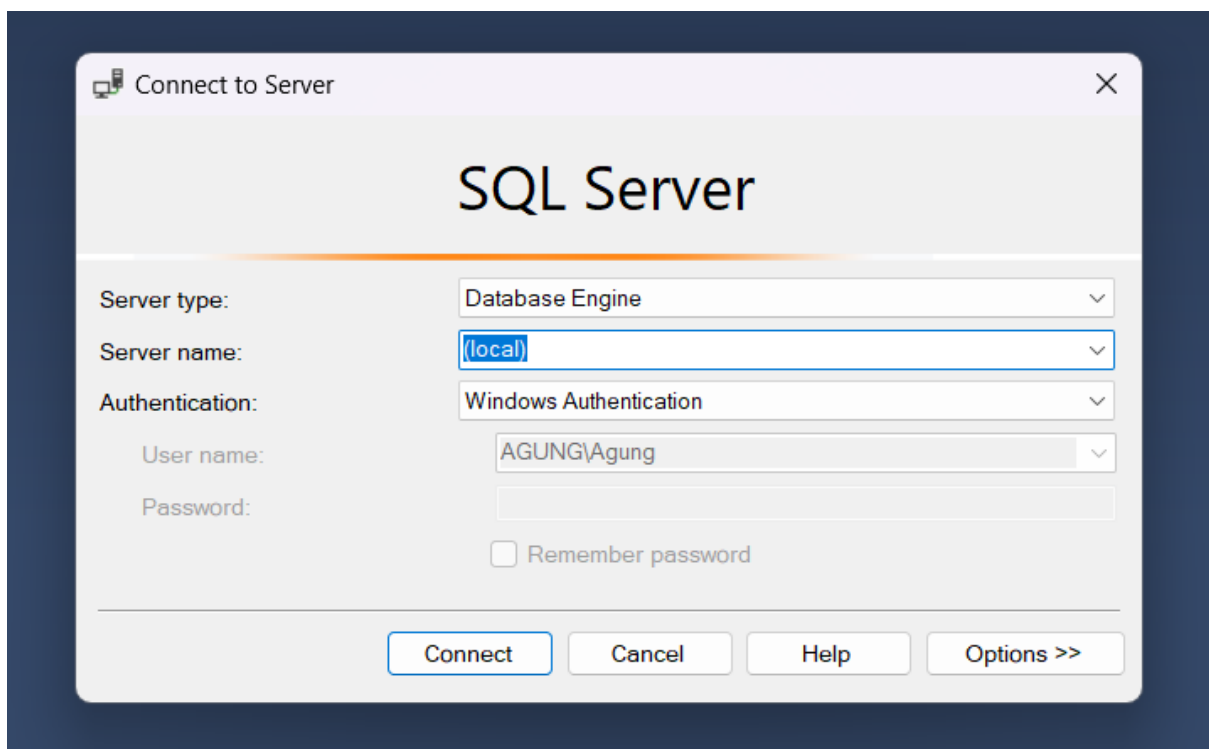 Connect to Server
SQL Server
Server type: Database Engine
Server name: (local)
Authentication: Windows Authentication
User name: AGUNG\Agung
Password:
Remember password
Connect Cancel Help Options >>